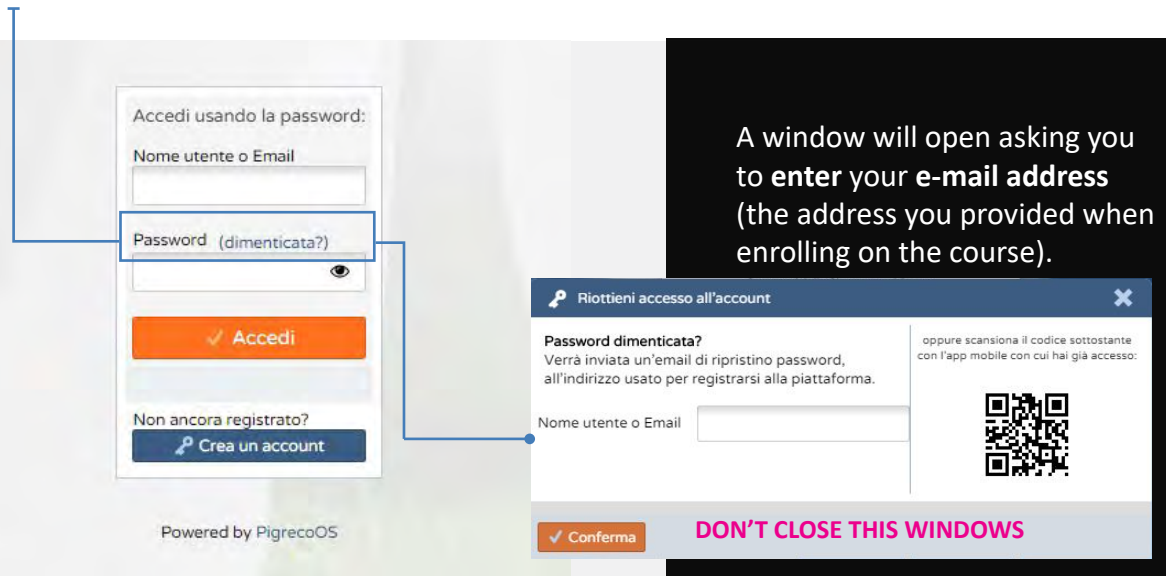 Accedi usando la password:
Nome utente o Email
Password (dimenticata?)
Accedi
Non ancora registrato?
Crea un account
Powered by PigrecoOS
A window will open asking you
to enter your e-mail address
(the address you provided when
enrolling on the course).
Riottieni accesso all'account
Password dimenticata?
Verrà inviata un'email di ripristino password,
all'indirizzo usato per registrarsi alla piattaforma.
Nome utente o Email
oppure scansiona il codice sottostante
con l'app mobile con cui hai già accesso:
Conferma
DON'T CLOSE THIS WINDOWS